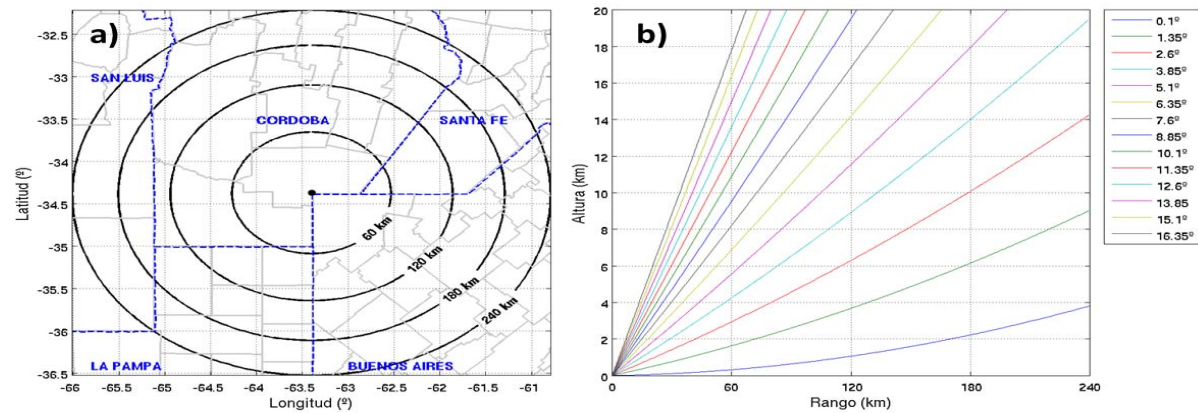 a)
-32.5
-33
-33.5
-34
-34.5
-35
-35.5
-36
-36.5
Latitud (º)
SAN LUIS
CORDOBA
SANTA FE
LA PAMPA
BUENOS AIRES
60 km
120 km
180 km
240 km
-66
-65.5
-65
-64.5
-64
-63.5
-63
-62.5
-62
-61.5
-61
Longitud (º)
b)
20
18
16
14
12
10
8
6
4
2
0
Altura (km)
0
60
120
180
240
Rango (km)
0.1º
1.35º
2.6º
3.85º
5.1º
6.35º
7.6º
8.85º
10.1º
11.35º
12.6º
13.85
15.1º
16.35º